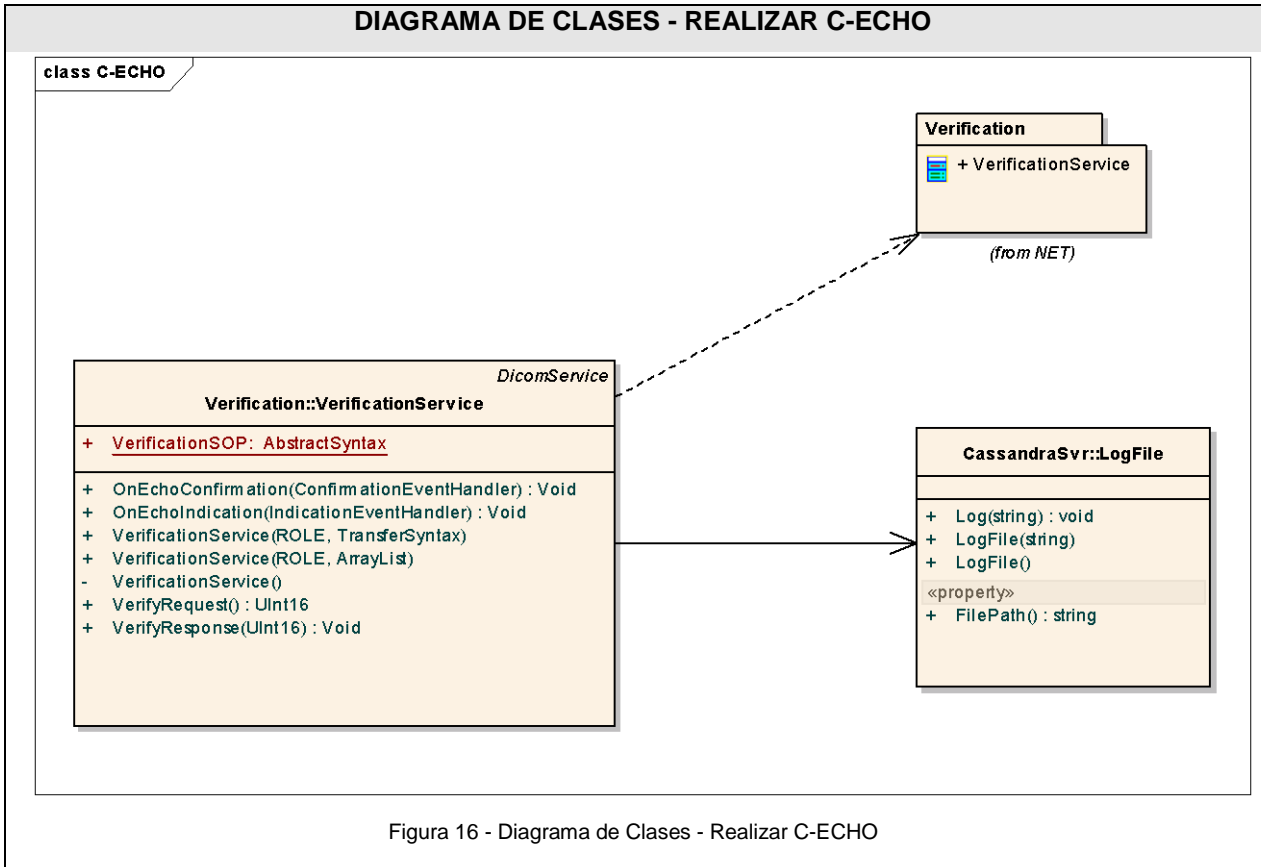 DIAGRAMA DE CLASES - REALIZAR C-ECHO
class C-ECHO
Verification
+ VerificationService
(from NET)
DicomService
Verification::VerificationService
+ VerificationSOP: AbstractSyntax
+ OnEchoConfirmation(ConfirmationEventHandler) : Void
+ OnEchoIndication(IndicationEventHandler) : Void
+ VerificationService(ROLE, TransferSyntax)
+ VerificationService(ROLE, ArrayList)
- VerificationService()
+ VerifyRequest() : UInt16
+ VerifyResponse(UInt16) : Void
CassandraSvr::LogFile
+ Log(string) : void
+ LogFile(string)
+ LogFile()
«property»
+ FilePath() : string
Figura 16 - Diagrama de Clases - Realizar C-ECHO